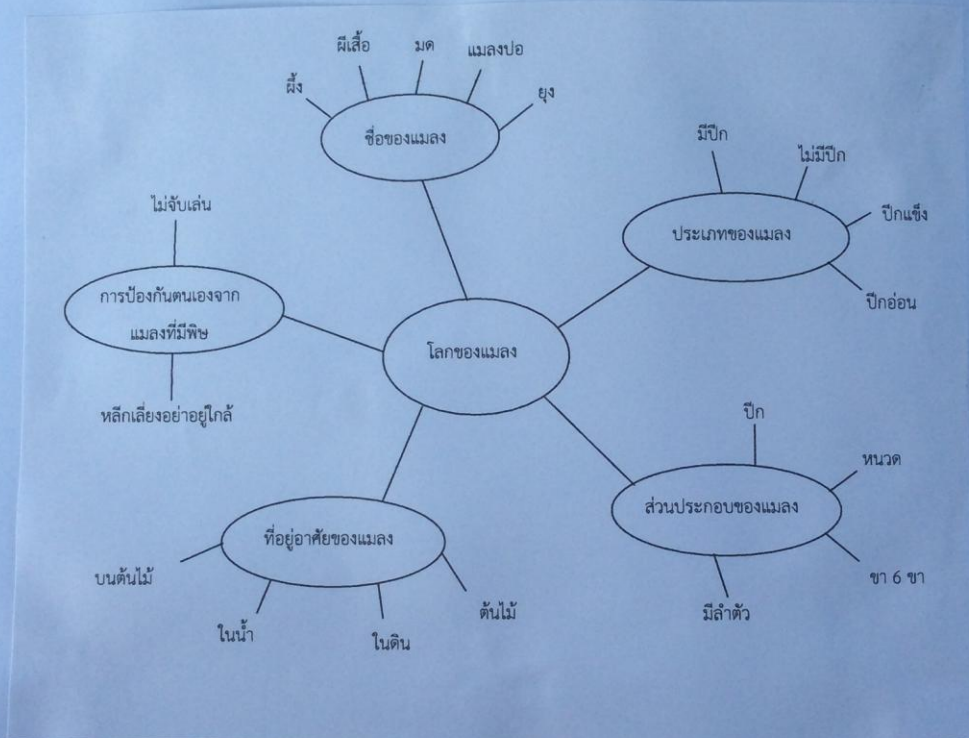 ผีเสื้อ
มด
แมลงปอ
ผึ้ง
ยุง
ชื่อของแมลง
มีปีก
ไม่มีปีก
ปีกแข็ง
ประเภทของแมลง
ปีกอ่อน
ไม่จับเล่น
การป้องกันตนเองจาก
แมลงที่มีพิษ
หลีกเลี่ยงอย่าอยู่ใกล้
โลกของแมลง
ปีก
หนวด
ส่วนประกอบของแมลง
ขา 6 ขา
มีลำตัว
ที่อยู่อาศัยของแมลง
บนต้นไม้
ในน้ำ
ในดิน
ต้นไม้